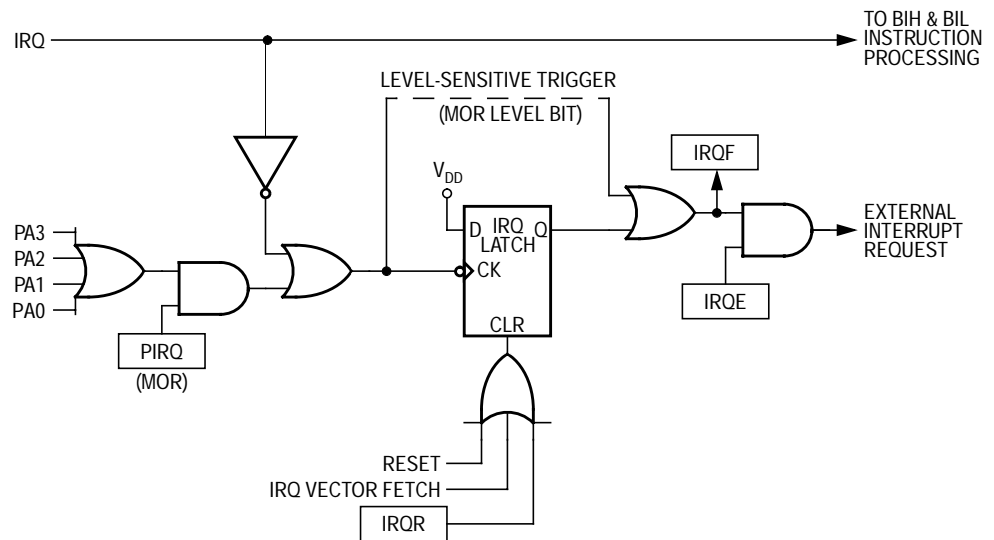 IRQ
TO BIH & BIL
INSTRUCTION
PROCESSING
LEVEL-SENSITIVE TRIGGER
(MOR LEVEL BIT)
IRQF
VDD
D IRQ Q
LATCH
CK
CLR
EXTERNAL
INTERRUPT
REQUEST
IRQE
PA3
PA2
PA1
PA0
PIRQ
(MOR)
RESET
IRQ VECTOR FETCH
IRQR